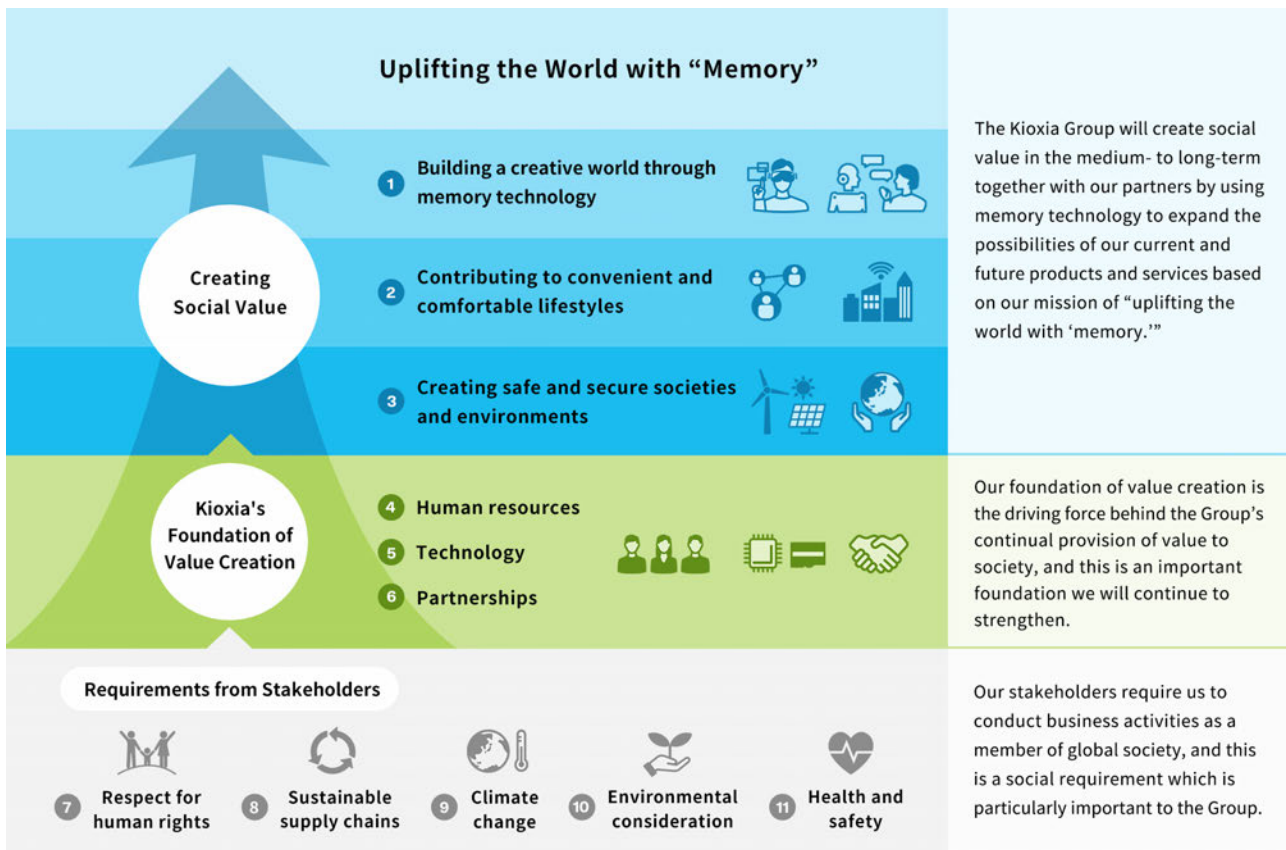 Uplifting the World with “Memory”
1
Building a creative world through
memory technology
Creating
Social Value
2
Contributing to convenient and
comfortable lifestyles
3
Creating safe and secure societies
and environments
The Kioxia Group will create social
value in the medium- to long-term
together with our partners by using
memory technology to expand the
possibilities of our current and
future products and services based
on our mission of “uplifting the
world with ‘memory.’”
Kioxia's
Foundation of
Value Creation
4 Human resources
5 Technology
6 Partnerships
Our foundation of value creation is
the driving force behind the Group’s
continual provision of value to
society, and this is an important
foundation we will continue to
strengthen.
Requirements from Stakeholders
7
Respect for
human rights
8
Sustainable
supply chains
9
Climate
change
10
Environmental
consideration
11
Health and
safety
Our stakeholders require us to
conduct business activities as a
member of global society, and this
is a social requirement which is
particularly important to the Group.